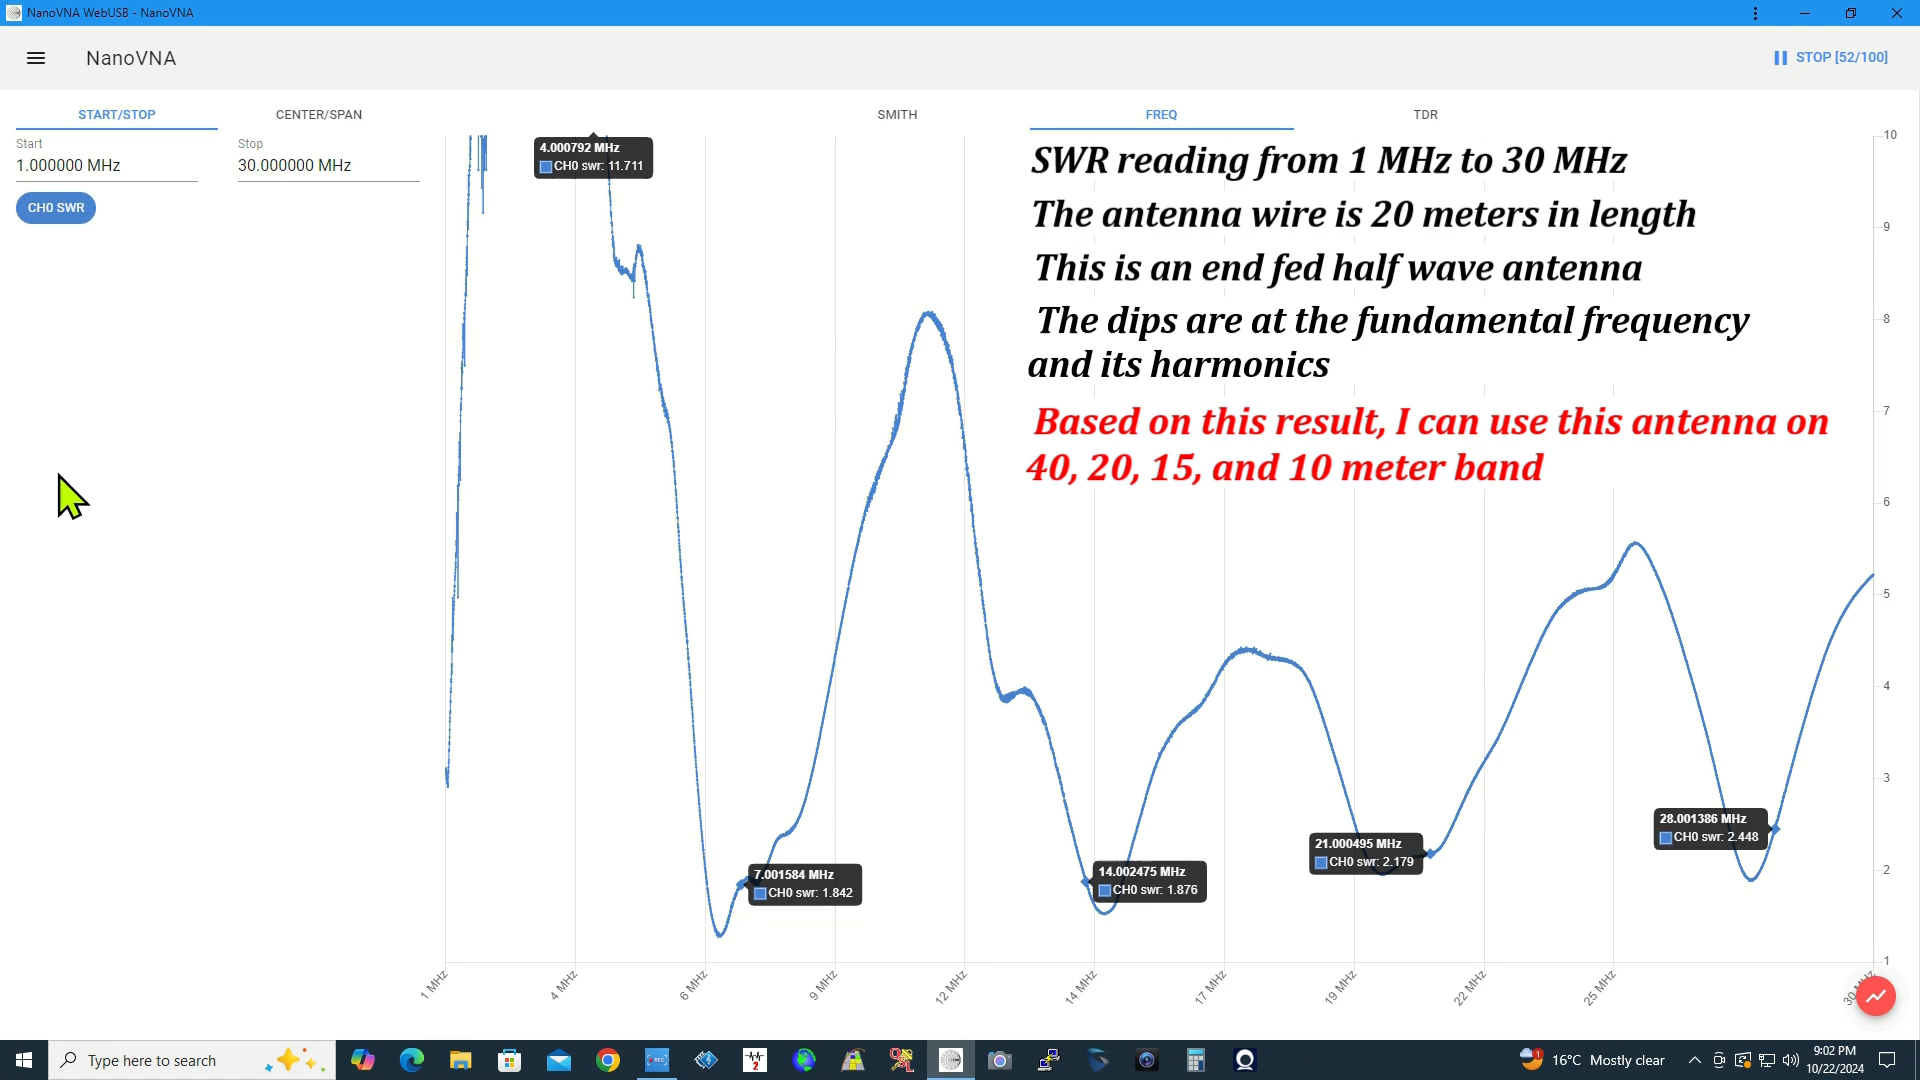 NanoVNA WebUSB - NanoVNA
NanoVNA
STOP [52/100]
START/STOP
CENTER/SPAN
SMITH
FREQ
TDR
Start
1.000000 MHz
Stop
30.000000 MHz
CH0 SWR
4.000792 MHz
CH0 swr: 11.711
SWR reading from 1 MHz to 30 MHz
The antenna wire is 20 meters in length
This is an end fed half wave antenna
The dips are at the fundamental frequency
and its harmonics
Based on this result, I can use this antenna on
40, 20, 15, and 10 meter band
10
9
8
7
6
5
4
3
2
1
7.001584 MHz
CH0 swr: 1.842
14.002475 MHz
CH0 swr: 1.876
21.000495 MHz
CH0 swr: 2.179
28.001386 MHz
CH0 swr: 2.448
1 MHz
4 MHz
6 MHz
9 MHz
12 MHz
14 MHz
17 MHz
19 MHz
22 MHz
25 MHz
30 MHz
Type here to search
REC
2
1
16°C Mostly clear
9:02 PM
10/22/2024